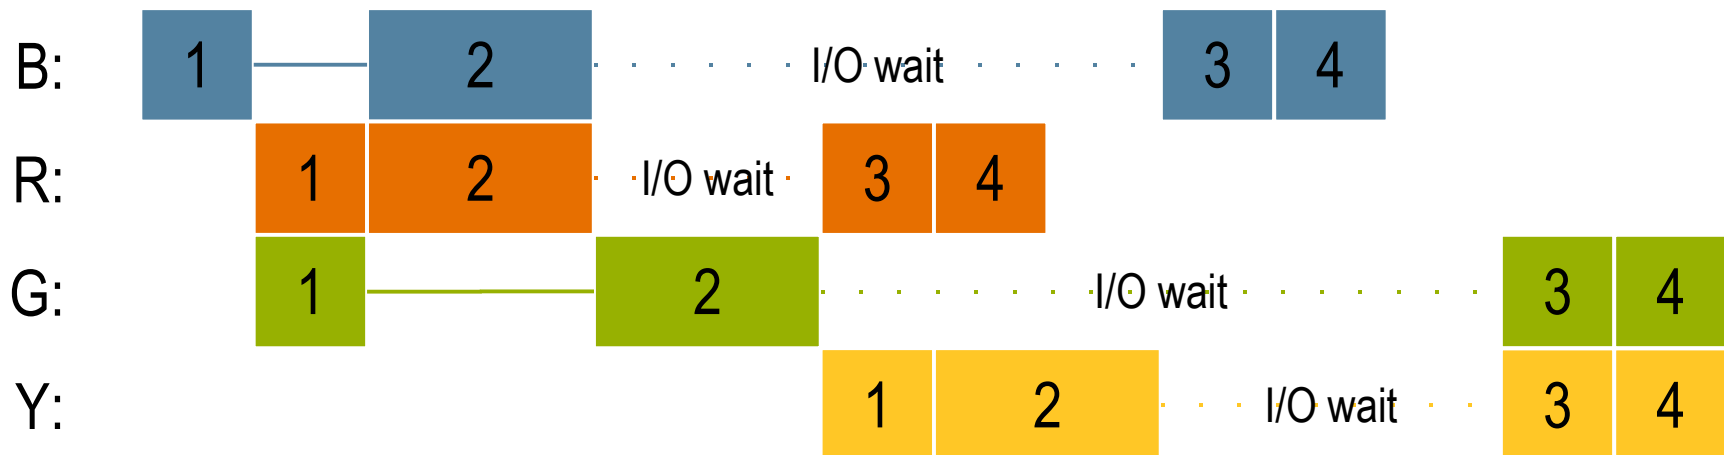 B: 1 2 I/O wait 3 4
R: 1 2 I/O wait 3 4
G: 1 2 I/O wait 3 4
Y: 1 2 I/O wait 3 4